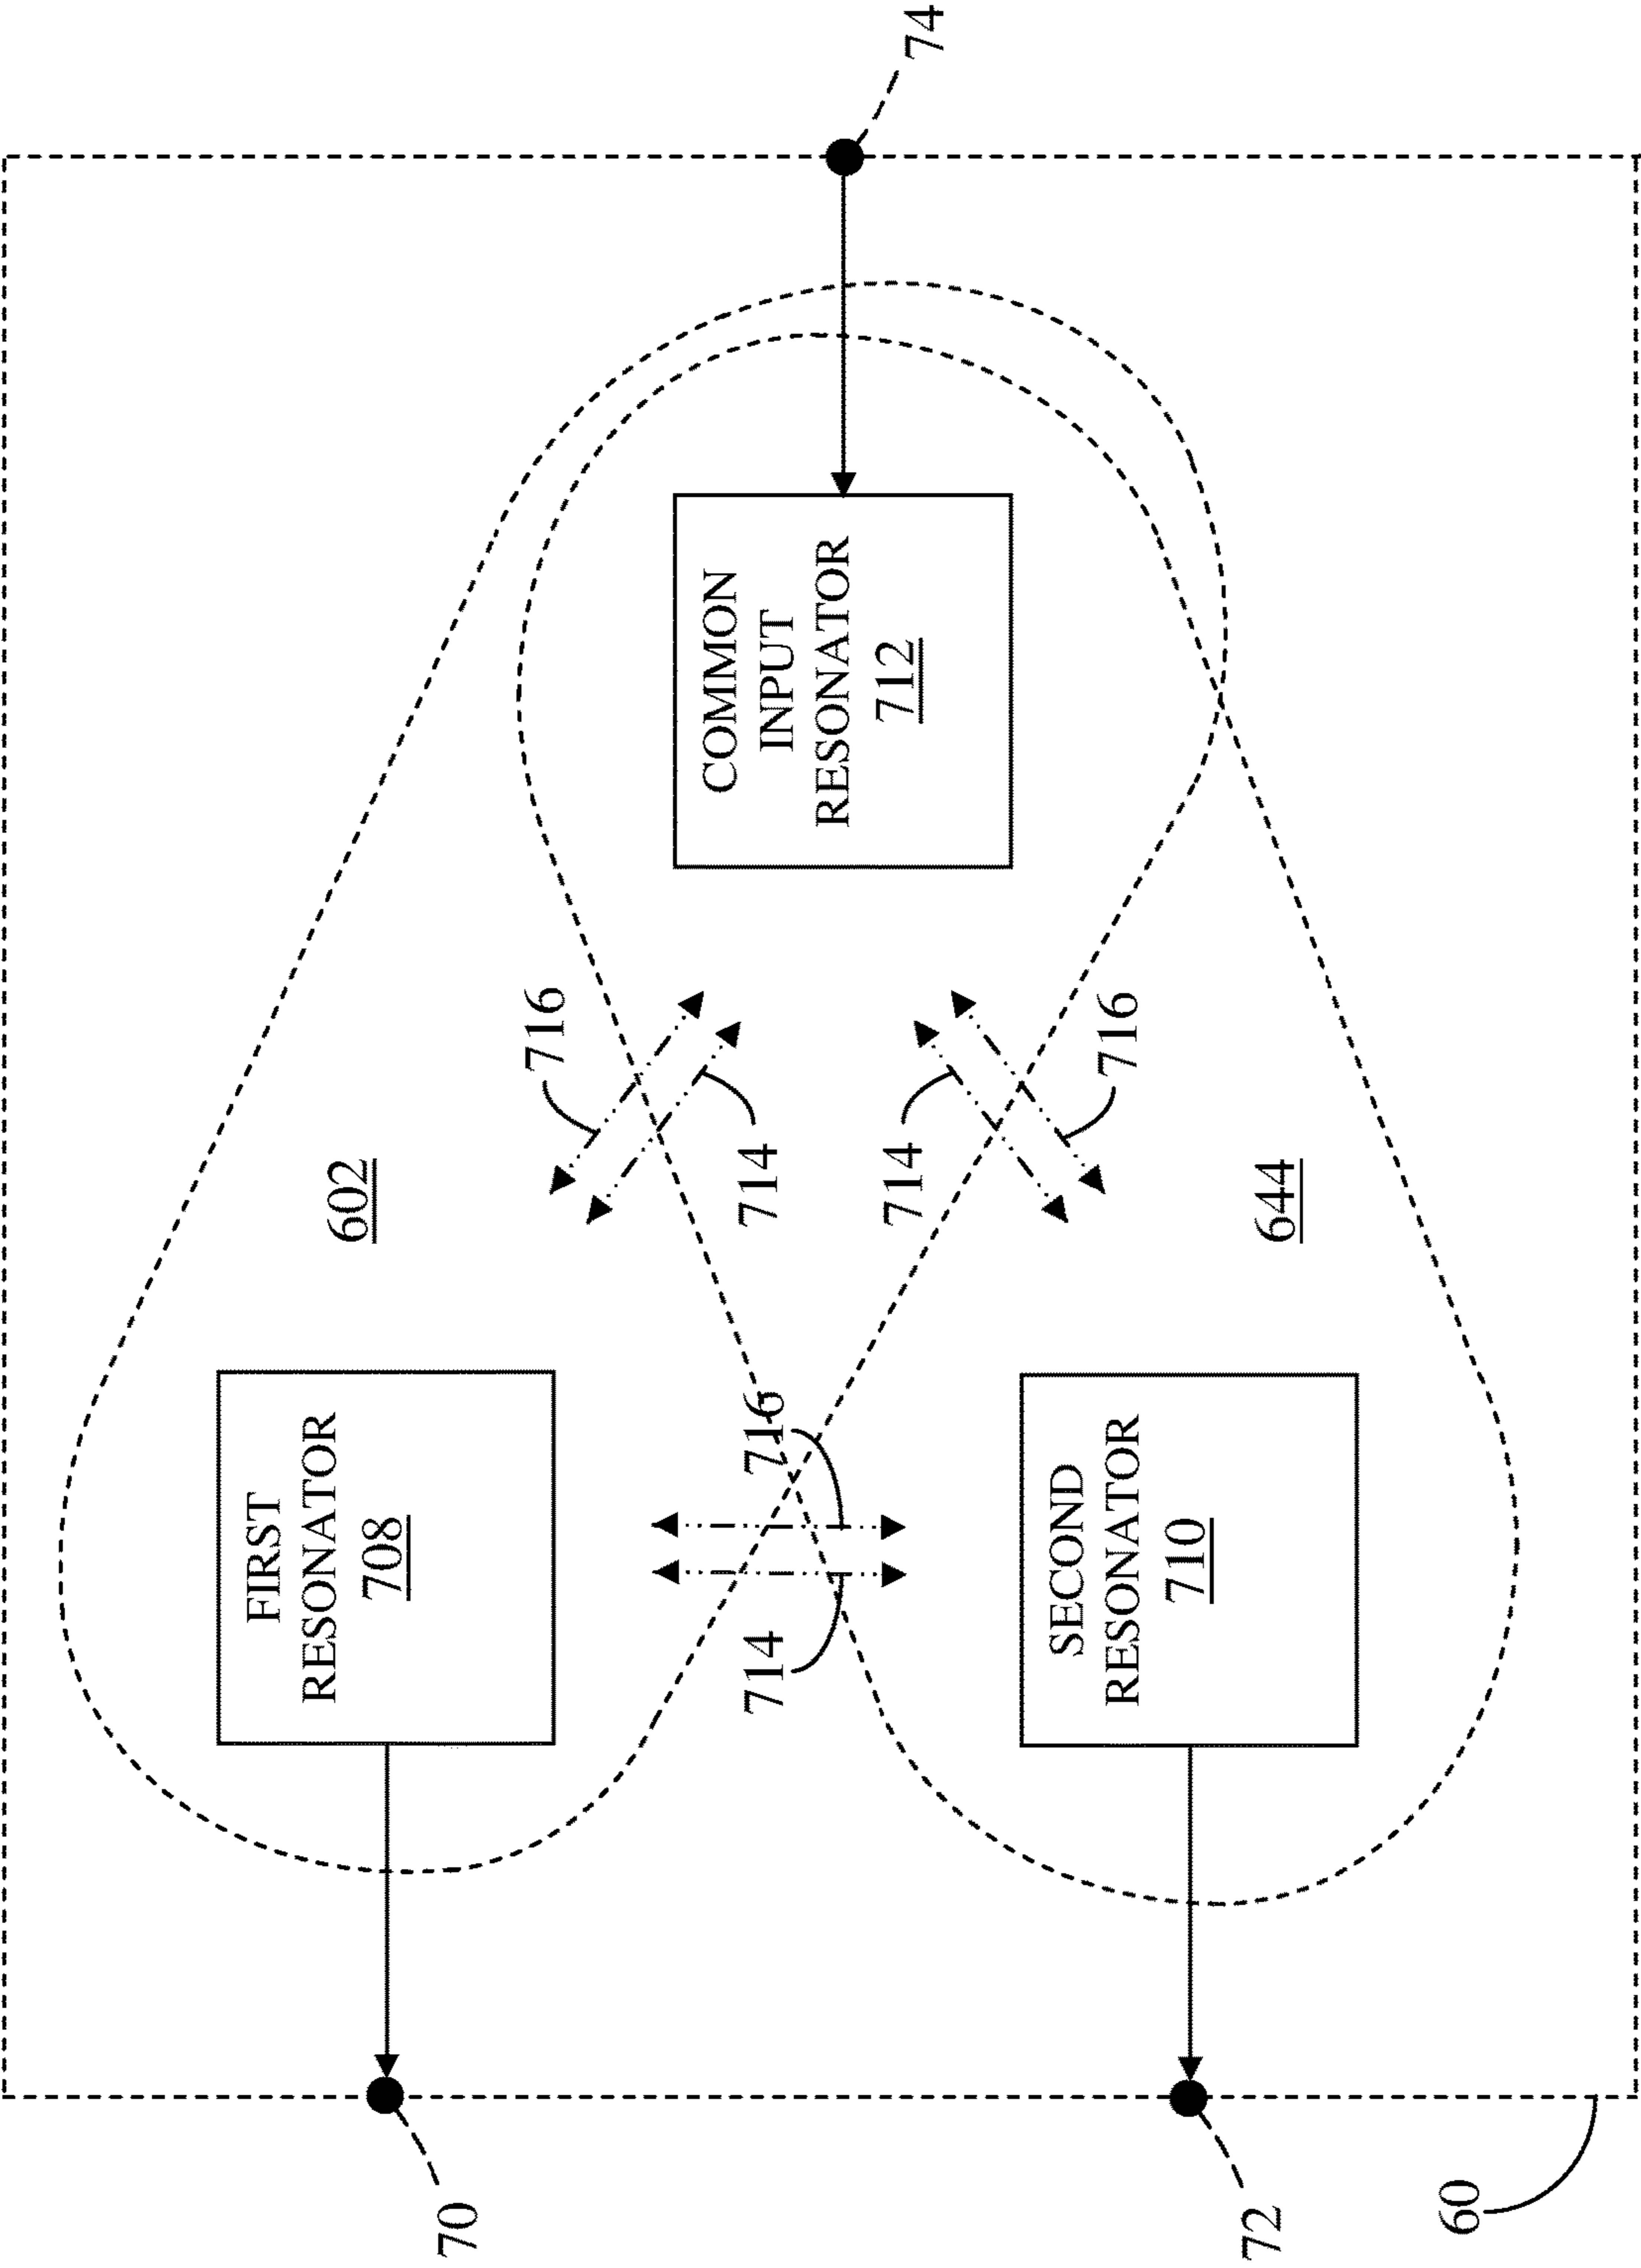 FIRST
RESONATOR
708
602
70
716
COMMON
INPUT
RESONATOR
712
714
716
714
714
74
716
SECOND
RESONATOR
710
644
72
60